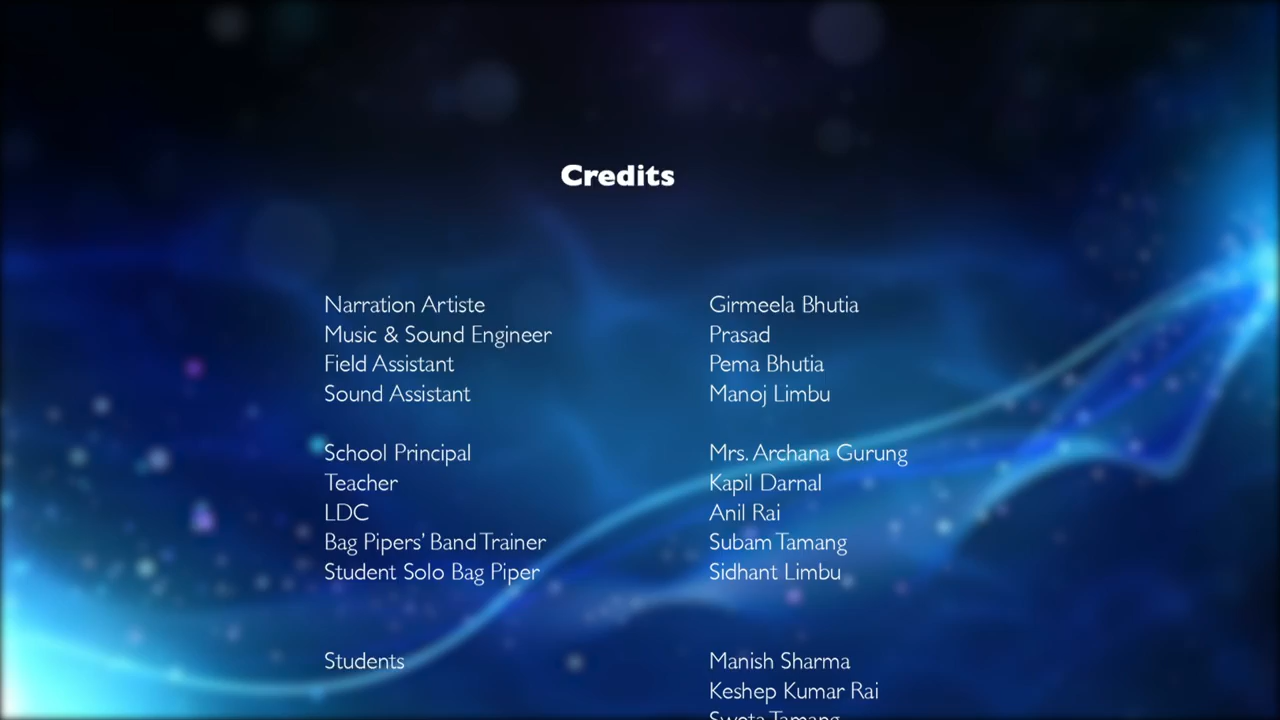 Credits
Narration Artiste Girmeela Bhutia
Music & Sound Engineer Prasad
Field Assistant Pema Bhutia
Sound Assistant Manoj Limbu
School Principal Mrs. Archana Gurung
Teacher Kapil Darnal
LDC Anil Rai
Bag Pipers' Band Trainer Subam Tamang
Student Solo Bag Piper Sidhant Limbu
Students Manish Sharma
Keshep Kumar Rai